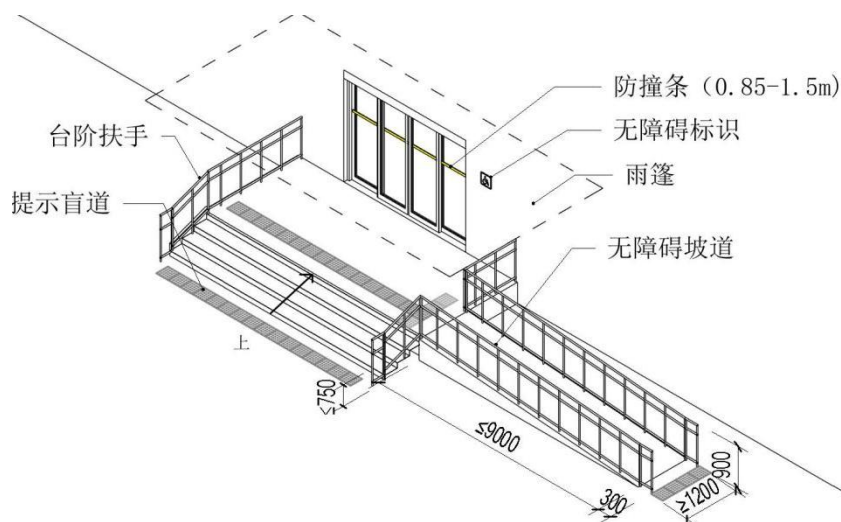 防撞条（0.85-1.5m)
无障碍标识
雨篷
无障碍坡道
台阶扶手
提示盲道
上
≤750
≤9000
300
≥1200
900